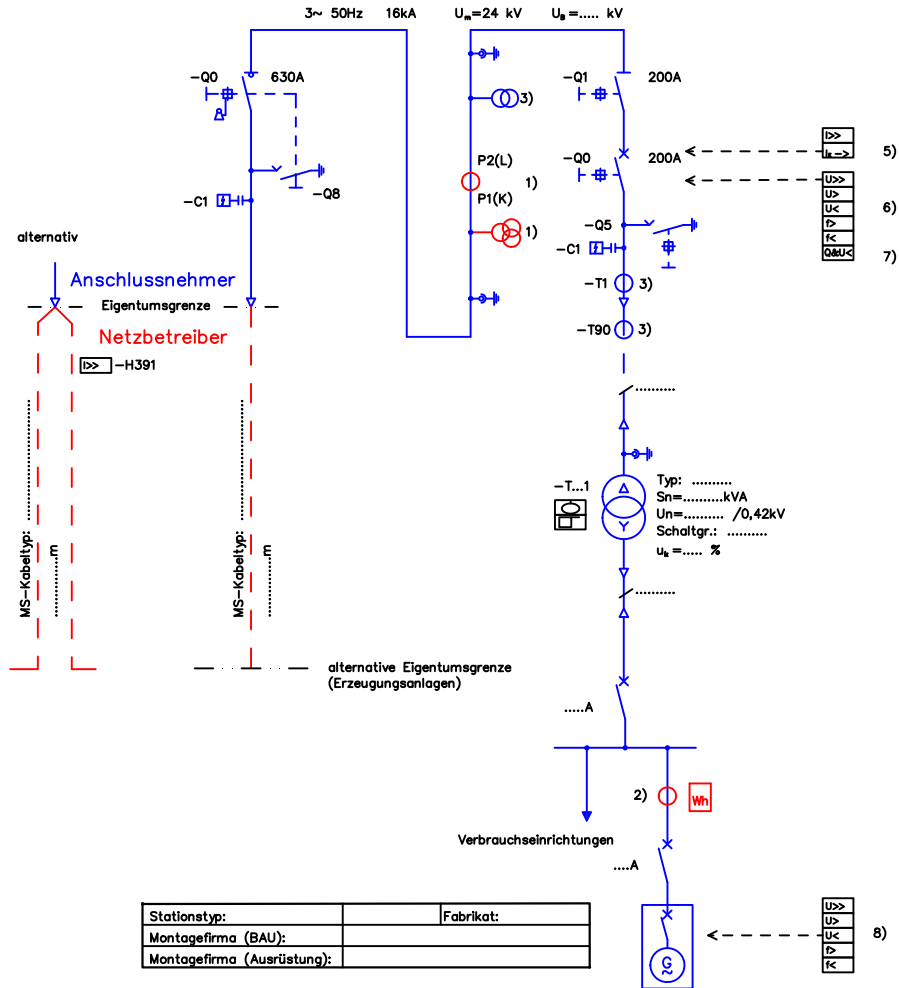 3~ 50Hz 16kA Um=24 kV UB=..... kV
-Q0 630A
-Q8
-C1
3)
P2(L)
1)
P1(K)
1)
-Q1 200A
-Q0 200A
-Q5
-C1
-T1 3)
-T90 3)
I>>
Ik ->
5)
U>>
U>
U<
f>
f<
Q&U<
6)
7)
alternativ
Anschlussnehmer
Eigentumsgrenze
Netzbetreiber
I>> -H391
MS-Kabeltyp: ..............................
...............m
MS-Kabeltyp: ..............................
...............m
..........
-T...1
Typ: ..........
Sn=..........kVA
Un=.......... /0,42kV
Schaltgr.: ..........
uk=..... %
..........
alternative Eigentumsgrenze
(Erzeugungsanlagen)
.....A
2) Wh
Verbrauchseinrichtungen
....A
G
~
U>>
U>
U<
f>
f<
8)
Stationstyp: Fabrikat:
Montagefirma (BAU):
Montagefirma (Ausrüstung):